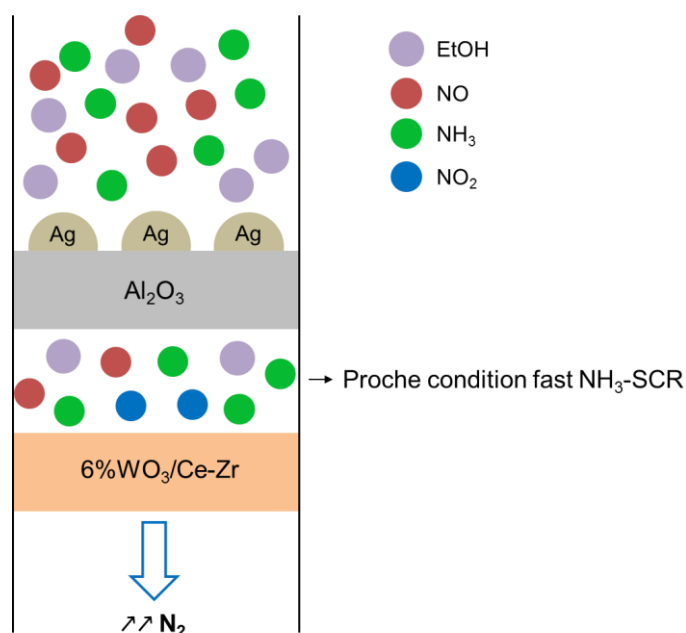 EtOH
NO
NH₃
NO₂
Ag Ag Ag
Al₂O₃
→ Proche condition fast NH₃-SCR
6%WO₃/Ce-Zr
↗↗ N₂